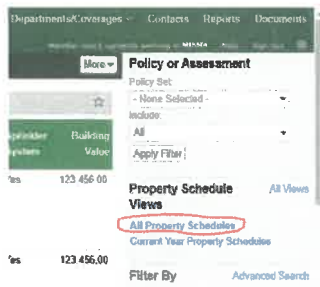 Departments/Coverages Contacts Reports Documents
More Policy or Assessment
Policy Set
- None Selected -
Include:
All
Building
Value
Apply Filter
Yes 123,456.00
Property Schedule Views
All Views
All Property Schedules
Current Year Property Schedules
Yes 123,456.00
Filter By Advanced Search